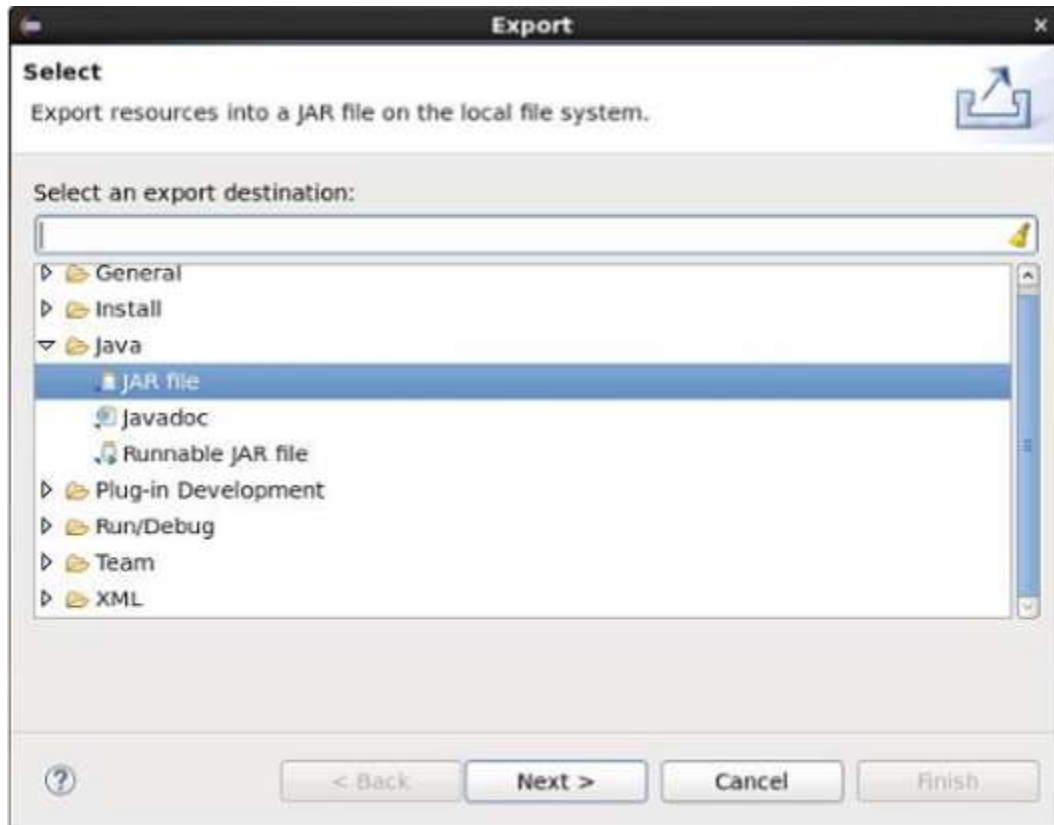 Export
Select
Export resources into a JAR file on the local file system.
Select an export destination:
General
Install
Java
JAR file
Javadoc
Runnable JAR file
Plug-in Development
Run/Debug
Team
XML
< Back Next > Cancel Finish